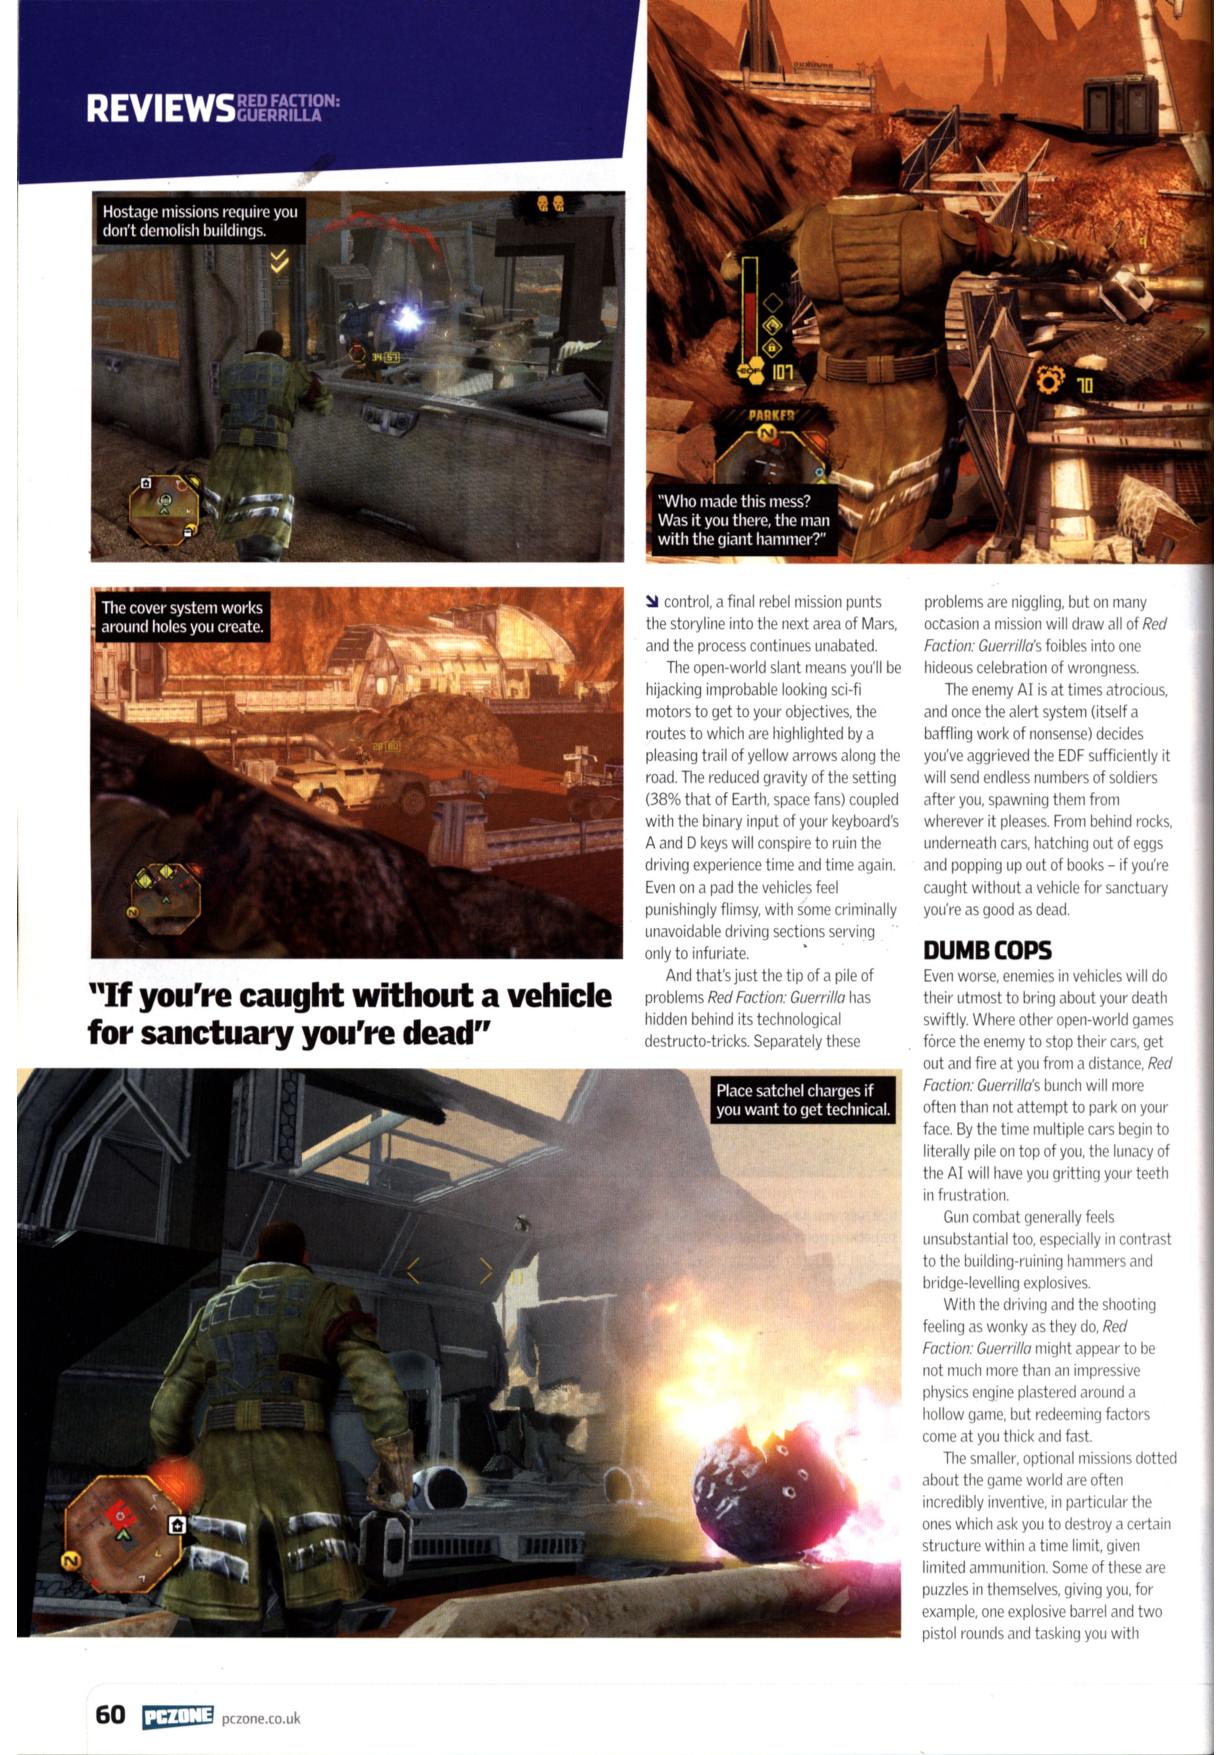 REVIEWS RED FACTION:
GUERRILLA
Hostage missions require you
don't demolish buildings.
34 57
107
70
PARKER
N
"Who made this mess?
Was it you there, the man
with the giant hammer?"
The cover system works
around holes you create.
N
"If you're caught without a vehicle
for sanctuary you're dead"
control, a final rebel mission punts
the storyline into the next area of Mars,
and the process continues unabated.
The open-world slant means you'll be
hijacking improbable looking sci-fi
motors to get to your objectives, the
routes to which are highlighted by a
pleasing trail of yellow arrows along the
road. The reduced gravity of the setting
(38% that of Earth, space fans) coupled
with the binary input of your keyboard's
A and D keys will conspire to ruin the
driving experience time and time again.
Even on a pad the vehicles feel
punishingly flimsy, with some criminally
unavoidable driving sections serving
only to infuriate.
And that's just the tip of a pile of
problems Red Faction: Guerrilla has
hidden behind its technological
destructo-tricks. Separately these
problems are niggling, but on many
occasion a mission will draw all of Red
Faction: Guerrilla's foibles into one
hideous celebration of wrongness.
The enemy AI is at times atrocious,
and once the alert system (itself a
baffling work of nonsense) decides
you've aggrieved the EDF sufficiently it
will send endless numbers of soldiers
after you, spawning them from
wherever it pleases. From behind rocks,
underneath cars, hatching out of eggs
and popping up out of books – if you're
caught without a vehicle for sanctuary
you're as good as dead.
DUMB COPS
Even worse, enemies in vehicles will do
their utmost to bring about your death
swiftly. Where other open-world games
force the enemy to stop their cars, get
out and fire at you from a distance, Red
Faction: Guerrilla's bunch will more
often than not attempt to park on your
face. By the time multiple cars begin to
literally pile on top of you, the lunacy of
the AI will have you gritting your teeth
in frustration.
Gun combat generally feels
unsubstantial too, especially in contrast
to the building-ruining hammers and
bridge-levelling explosives.
With the driving and the shooting
feeling as wonky as they do, Red
Faction: Guerrilla might appear to be
not much more than an impressive
physics engine plastered around a
hollow game, but redeeming factors
come at you thick and fast.
The smaller, optional missions dotted
about the game world are often
incredibly inventive, in particular the
ones which ask you to destroy a certain
structure within a time limit, given
limited ammunition. Some of these are
puzzles in themselves, giving you, for
example, one explosive barrel and two
pistol rounds and tasking you with
Place satchel charges if
you want to get technical.
N
60 PCZONE pczone.co.uk